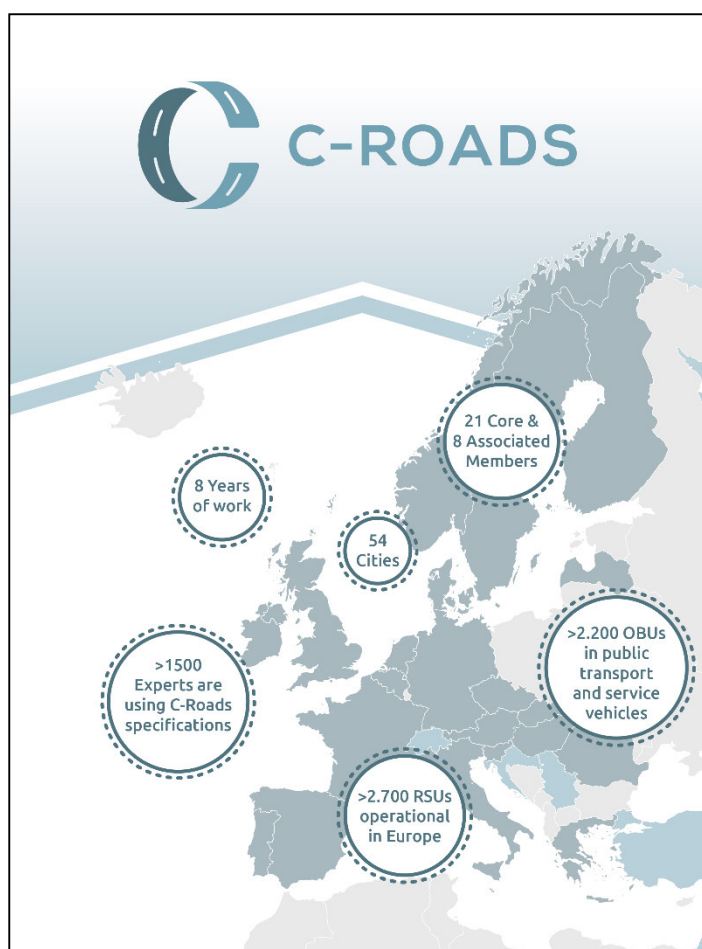 C-ROADS
21 Core &
8 Associated
Members
8 Years
of work
54
Cities
>1500
Experts are
using C-Roads
specifications
>2.200 OBUs
in public
transport
and service
vehicles
>2.700 RSUs
operational
in Europe